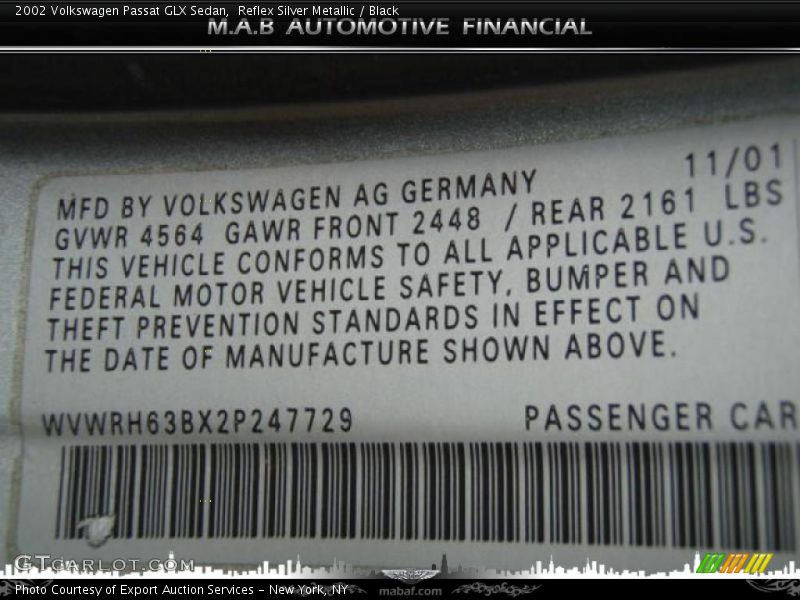 2002 Volkswagen Passat GLX Sedan,  Reflex Silver Metallic / Black
M.A.B AUTOMOTIVE FINANCIAL
11/01
MFD BY VOLKSWAGEN AG GERMANY
GVWR 4564 GAWR FRONT 2448 / REAR 2161 LBS
THIS VEHICLE CONFORMS TO ALL APPLICABLE U.S.
FEDERAL MOTOR VEHICLE SAFETY, BUMPER AND
THEFT PREVENTION STANDARDS IN EFFECT ON
THE DATE OF MANUFACTURE SHOWN ABOVE.
WVWRH63BX2P247729 PASSENGER CAR
GTCarLot.com
Photo Courtesy of Export Auction Services - New York, NY
mabaf.com